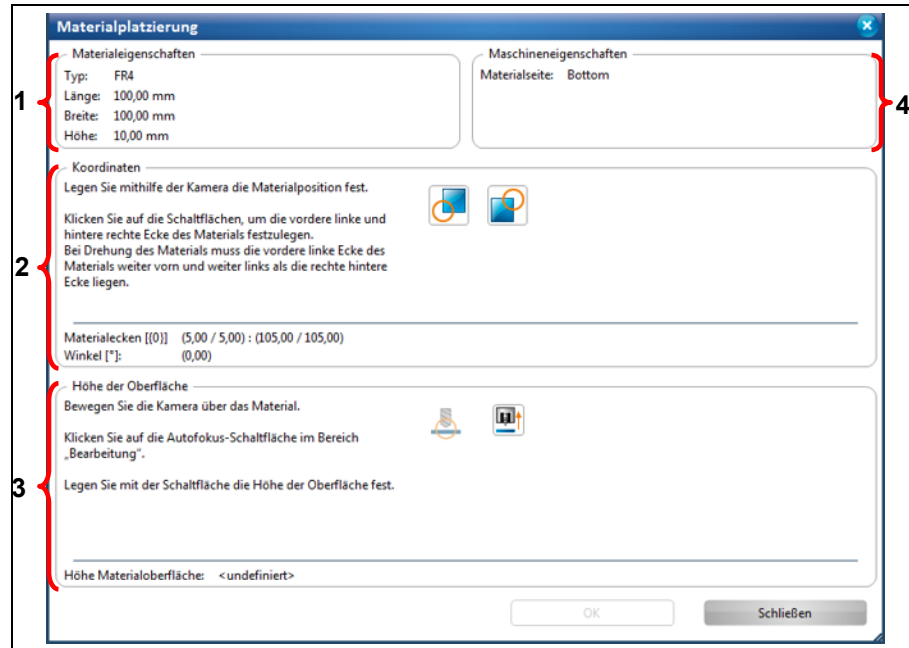 Materialplatzierung
1
Materialeigenschaften
Typ: FR4
Länge: 100,00 mm
Breite: 100,00 mm
Höhe: 10,00 mm
Maschineneigenschaften
Materialseite: Bottom
4
2
Koordinaten
Legen Sie mithilfe der Kamera die Materialposition fest.
Klicken Sie auf die Schaltflächen, um die vordere linke und
hintere rechte Ecke des Materials festzulegen.
Bei Drehung des Materials muss die vordere linke Ecke des
Materials weiter vorn und weiter links als die rechte hintere
Ecke liegen.
Materialecken [{0}] (5,00 / 5,00) : (105,00 / 105,00)
Winkel [°]: (0,00)
3
Höhe der Oberfläche
Bewegen Sie die Kamera über das Material.
Klicken Sie auf die Autofokus-Schaltfläche im Bereich
„Bearbeitung“.
Legen Sie mit der Schaltfläche die Höhe der Oberfläche fest.
Höhe Materialoberfläche: <undefiniert>
OK
Schließen